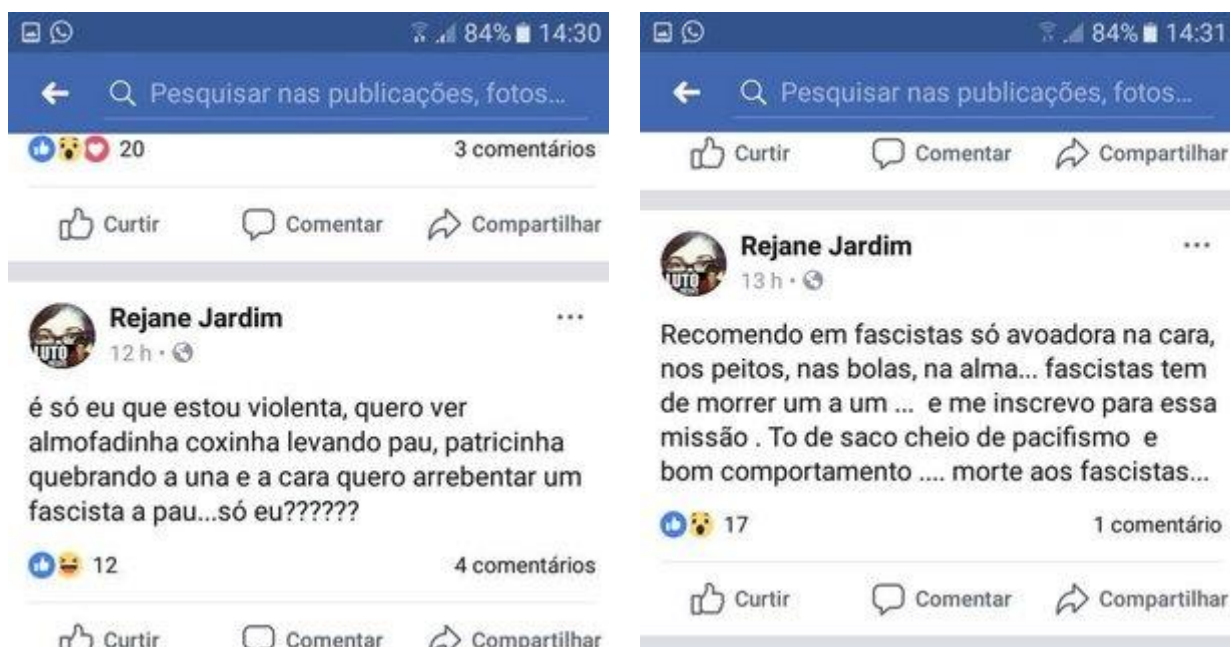 84% 14:30
Pesquisar nas publicações, fotos...
20 3 comentários
Curtir Comentar Compartilhar
Rejane Jardim
12 h
é só eu que estou violenta, quero ver
almofadinha coxinha levando pau, patricinha
quebrando a una e a cara quero arrebentar um
fascista a pau...só eu??????
12 4 comentários
Curtir Comentar Compartilhar
84% 14:31
Pesquisar nas publicações, fotos...
Curtir Comentar Compartilhar
Rejane Jardim
LUTO
13 h
Recomendo em fascistas só avoadora na cara,
nos peitos, nas bolas, na alma... fascistas tem
de morrer um a um ... e me inscrevo para essa
missão . To de saco cheio de pacifismo e
bom comportamento .... morte aos fascistas...
17 1 comentário
Curtir Comentar Compartilhar